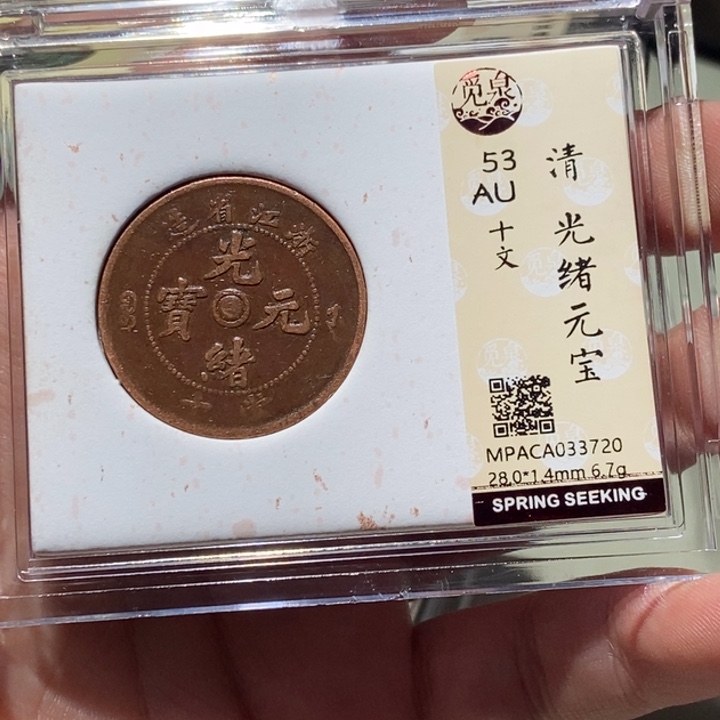 浙江省造
光緒元寶
觅泉
53
AU
十文
清 光绪元宝
MPACA033720
28.0*1.4mm 6.7g
SPRING SEEKING